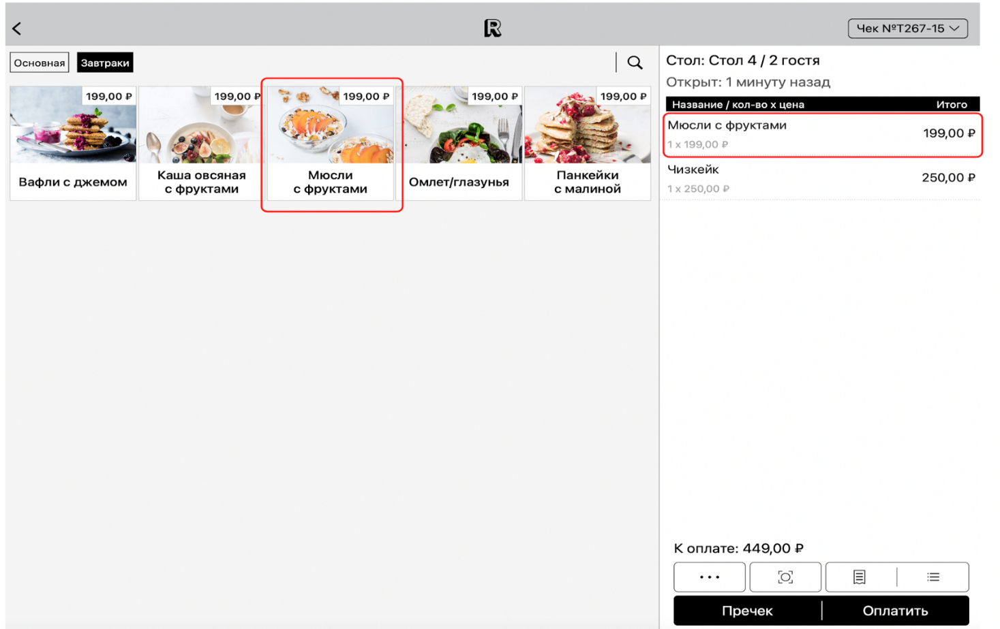 R
Чек №Т267-15
Основная
Завтраки
199,00 ₽
199,00 ₽
199,00 ₽
199,00 ₽
199,00 ₽
Вафли с джемом
Каша овсяная
с фруктами
Мюсли
с фруктами
Омлет/глазунья
Панкейки
с малиной
Стол: Стол 4 / 2 гостя
Открыт: 1 минуту назад
Название / кол-во x цена
Итого
Мюсли с фруктами
199,00 ₽
1 x 199,00 ₽
Чизкейк
250,00 ₽
1 x 250,00 ₽
К оплате: 449,00 ₽
Пречек
Оплатить